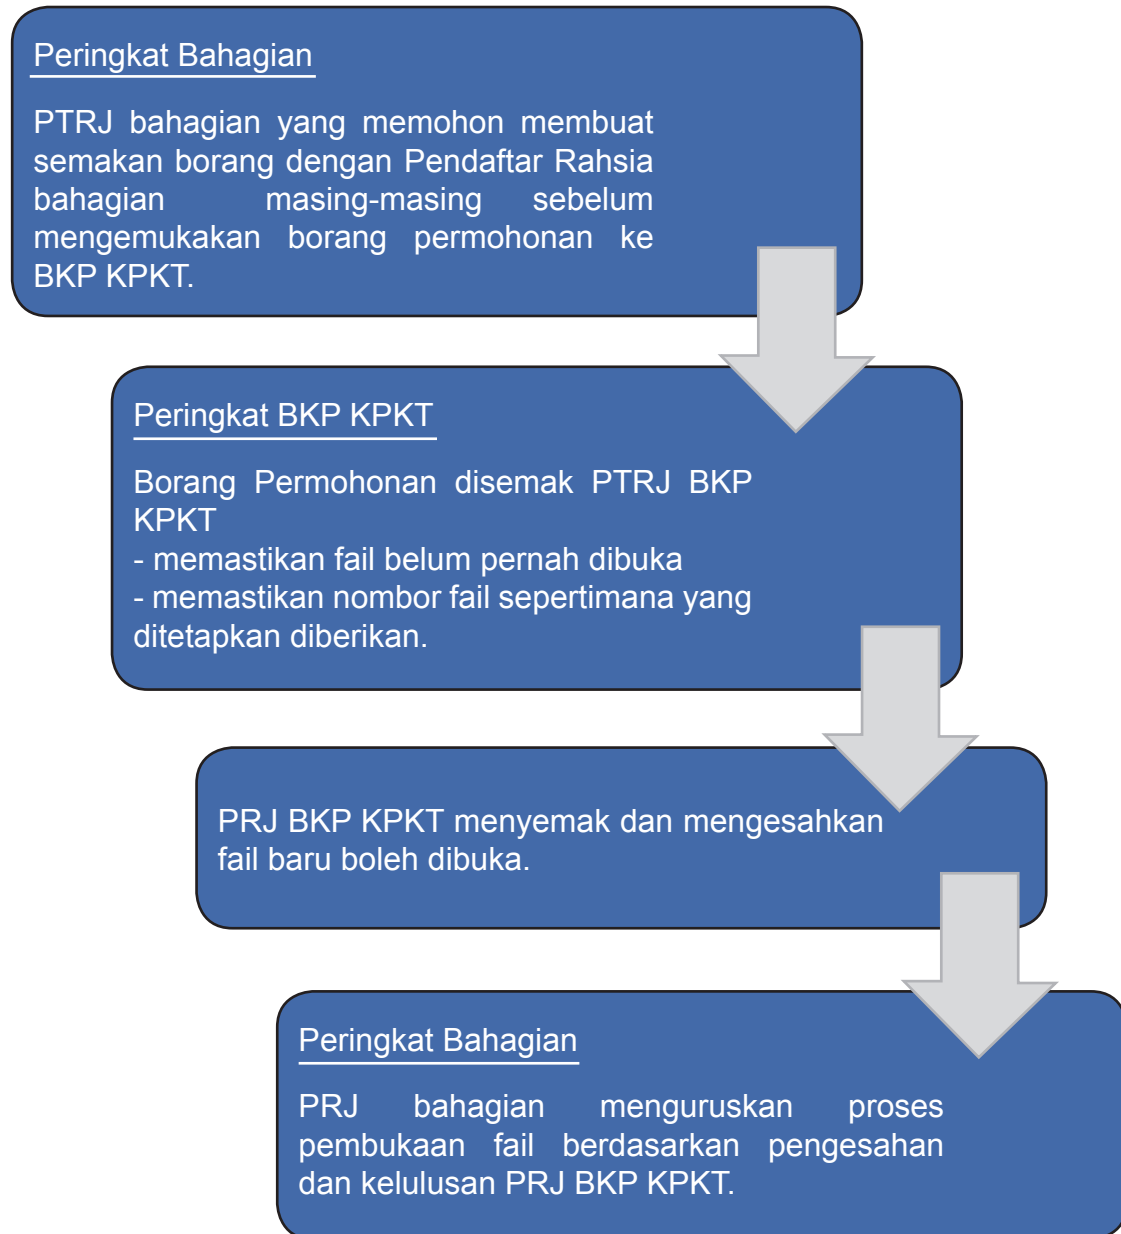 Peringkat Bahagian
PTRJ bahagian yang memohon membuat
semakan borang dengan Pendaftar Rahsia
bahagian masing-masing sebelum
mengemukakan borang permohonan ke
BKP KPKT.
Peringkat BKP KPKT
Borang Permohonan disemak PTRJ BKP
KPKT
- memastikan fail belum pernah dibuka
- memastikan nombor fail sepertimana yang
ditetapkan diberikan.
PRJ BKP KPKT menyemak dan mengesahkan
fail baru boleh dibuka.
Peringkat Bahagian
PRJ bahagian menguruskan proses
pembukaan fail berdasarkan pengesahan
dan kelulusan PRJ BKP KPKT.